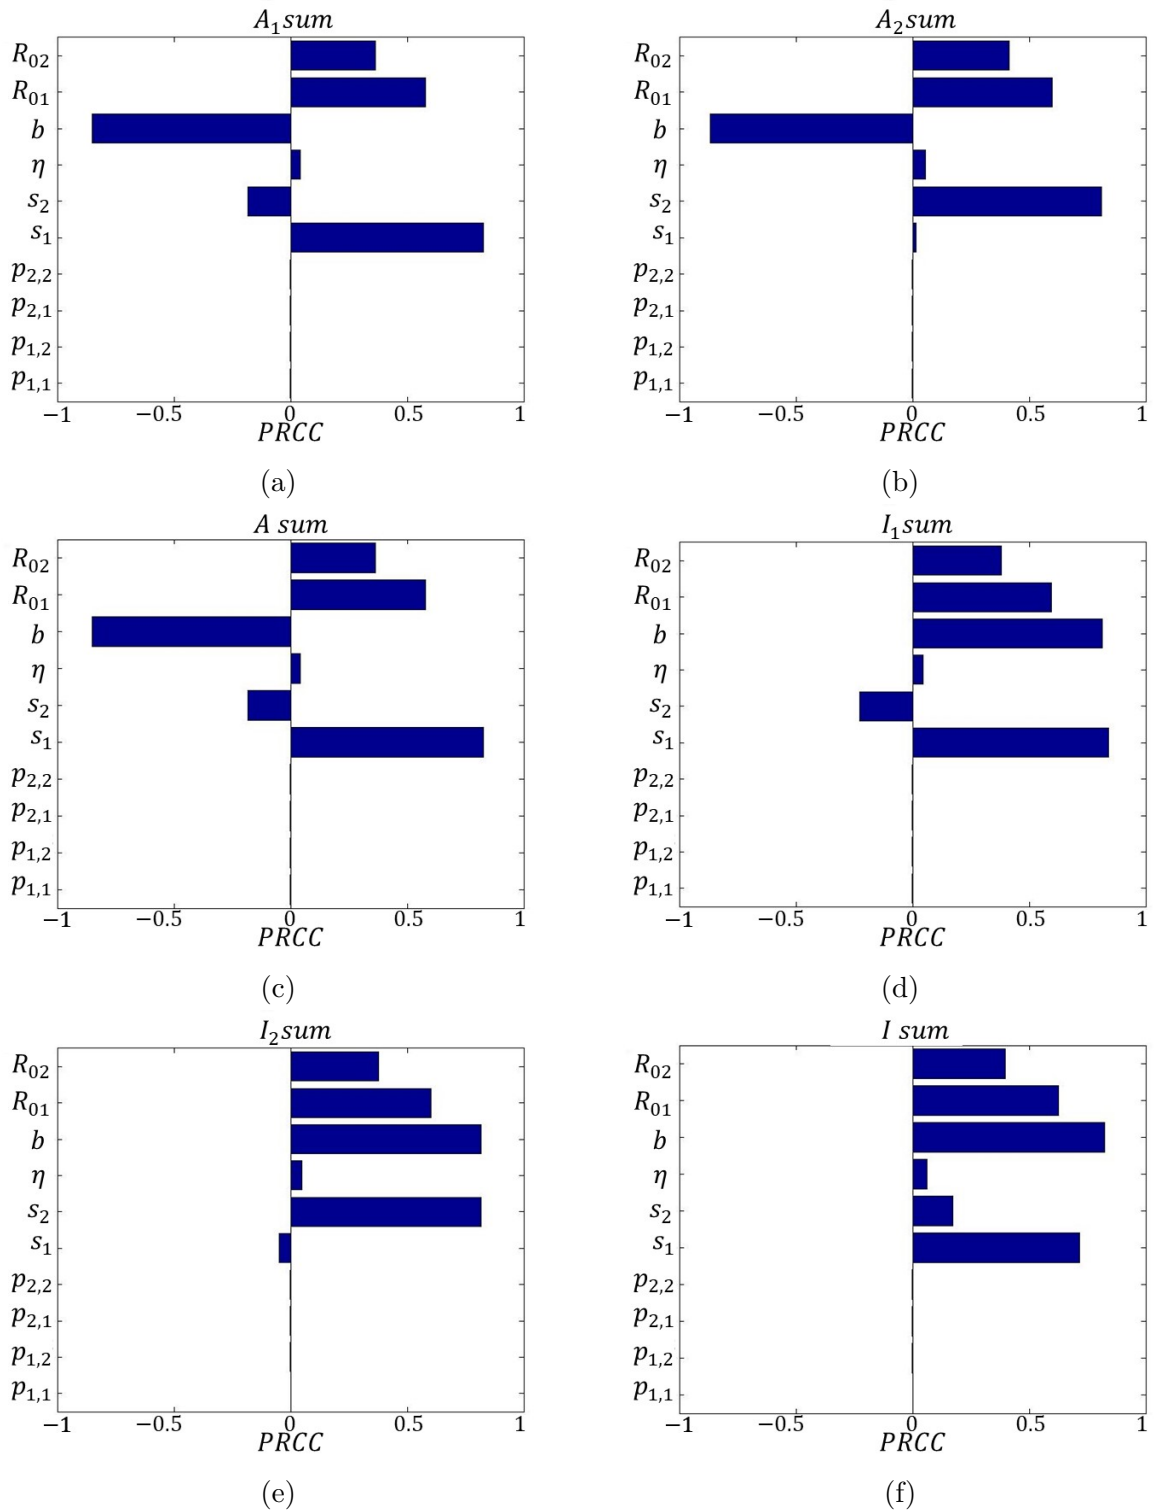 A₁sum
R₀₂
R₀₁
b
η
s₂
s₁
p₂,₂
p₂,₁
p₁,₂
p₁,₁
−1 −0.5 0 0.5 1
PRCC
(a)
A₂sum
R₀₂
R₀₁
b
η
s₂
s₁
p₂,₂
p₂,₁
p₁,₂
p₁,₁
−1 −0.5 0 0.5 1
PRCC
(b)
A sum
R₀₂
R₀₁
b
η
s₂
s₁
p₂,₂
p₂,₁
p₁,₂
p₁,₁
−1 −0.5 0 0.5 1
PRCC
(c)
I₁sum
R₀₂
R₀₁
b
η
s₂
s₁
p₂,₂
p₂,₁
p₁,₂
p₁,₁
−1 −0.5 0 0.5 1
PRCC
(d)
I₂sum
R₀₂
R₀₁
b
η
s₂
s₁
p₂,₂
p₂,₁
p₁,₂
p₁,₁
−1 −0.5 0 0.5 1
PRCC
(e)
I sum
R₀₂
R₀₁
b
η
s₂
s₁
p₂,₂
p₂,₁
p₁,₂
p₁,₁
−1 −0.5 0 0.5 1
PRCC
(f)